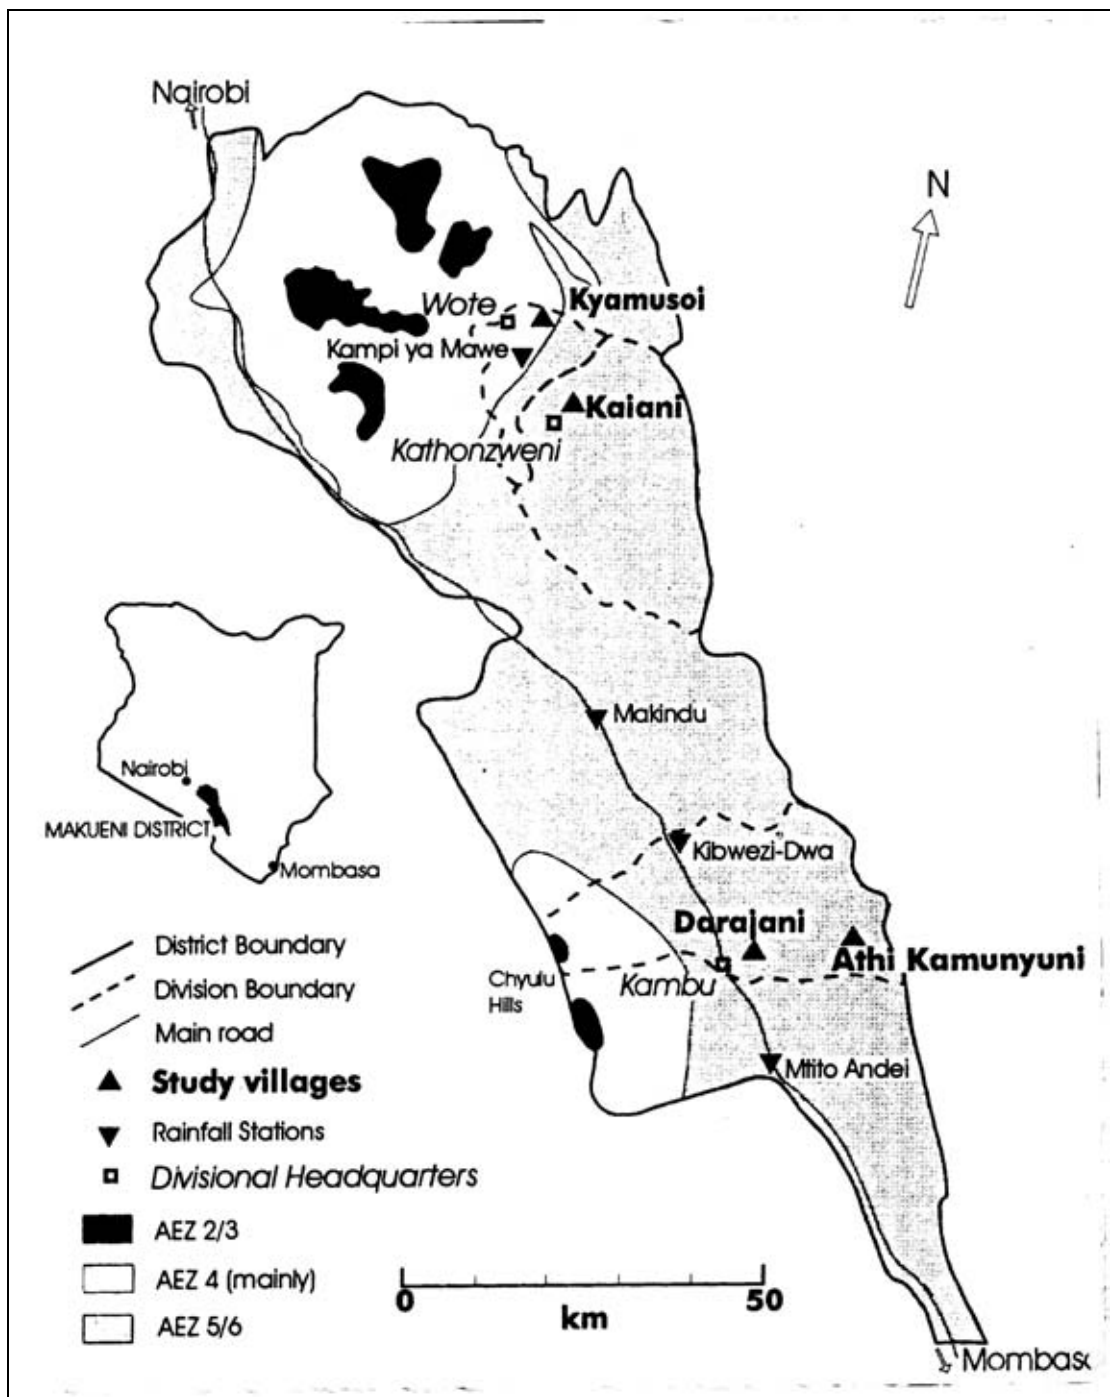 Nairobi
N
Wote
Kyamusoi
Kampi ya Mawe
Kaiani
Kathonzweni
Makindu
Nairobi
MAKUENI DISTRICT
Mombasa
Kibwezi-Dwa
Darajani
Athi Kamunyuni
Chyulu
Hills
Kambu
Mtito Andei
District Boundary
Division Boundary
Main road
Study villages
Rainfall Stations
Divisional Headquarters
AEZ 2/3
AEZ 4 (mainly)
AEZ 5/6
0 50
km
Mombasa